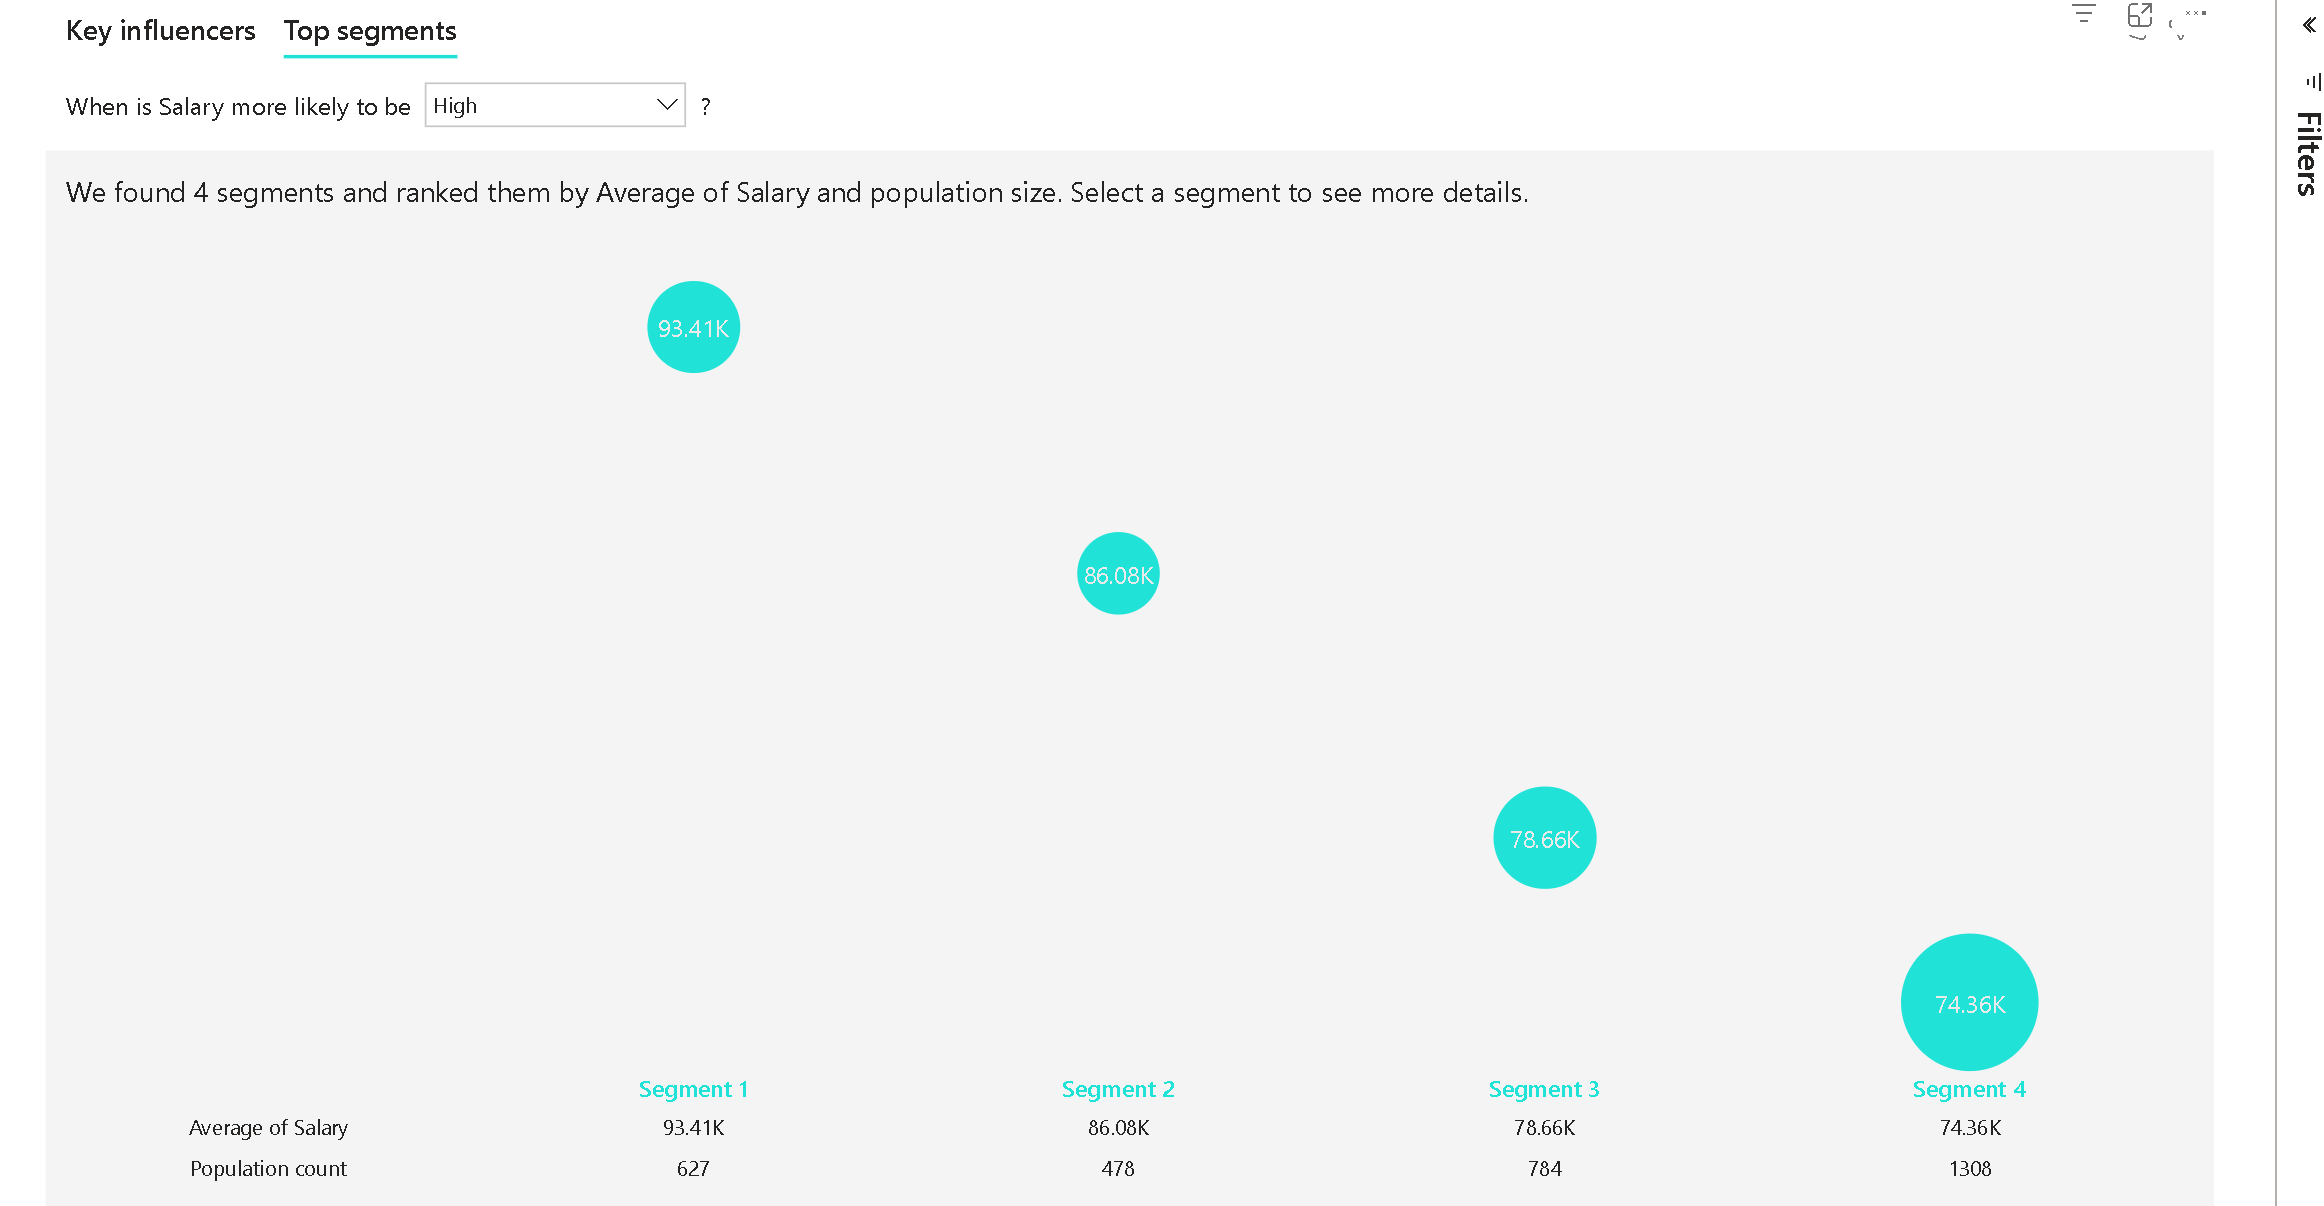 Key influencers Top segments
When is Salary more likely to be High ?
Filters
We found 4 segments and ranked them by Average of Salary and population size. Select a segment to see more details.
93.41K
86.08K
78.66K
74.36K
Segment 1 Segment 2 Segment 3 Segment 4
Average of Salary 93.41K 86.08K 78.66K 74.36K
Population count 627 478 784 1308